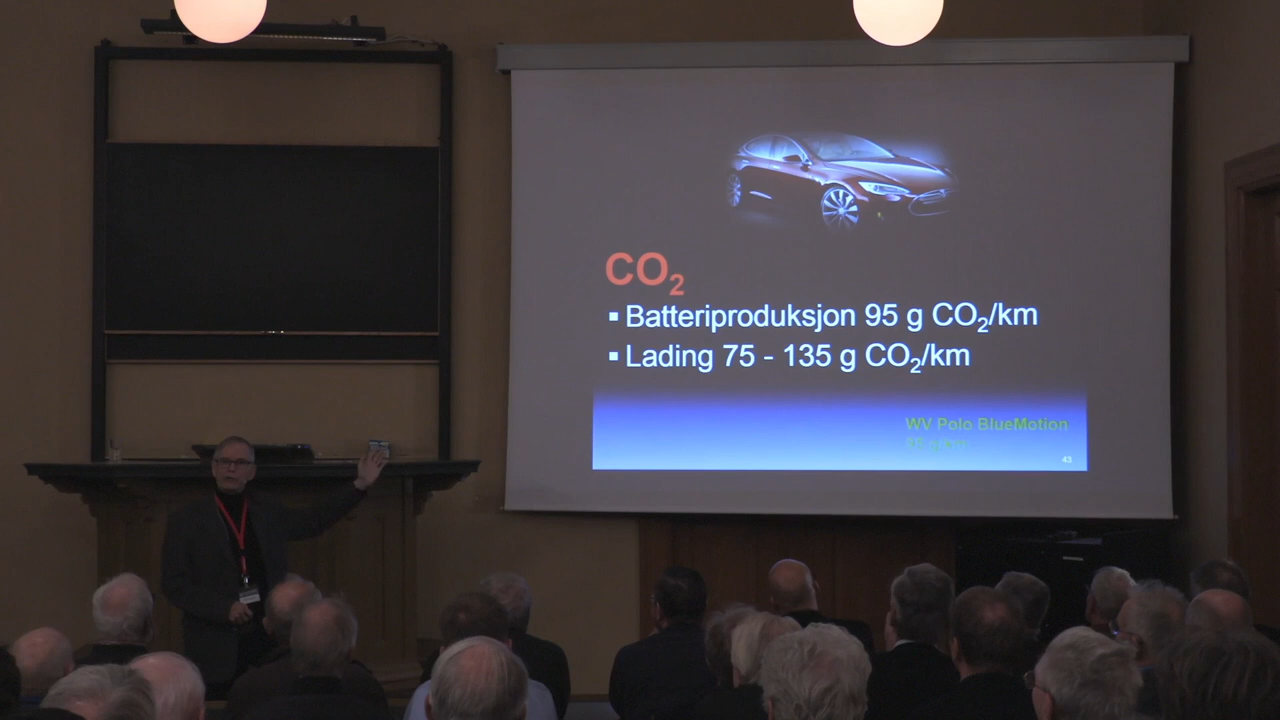 CO₂
▪ Batteriproduksjon 95 g CO₂/km
▪ Lading 75 - 135 g CO₂/km
WV Polo BlueMotion
43